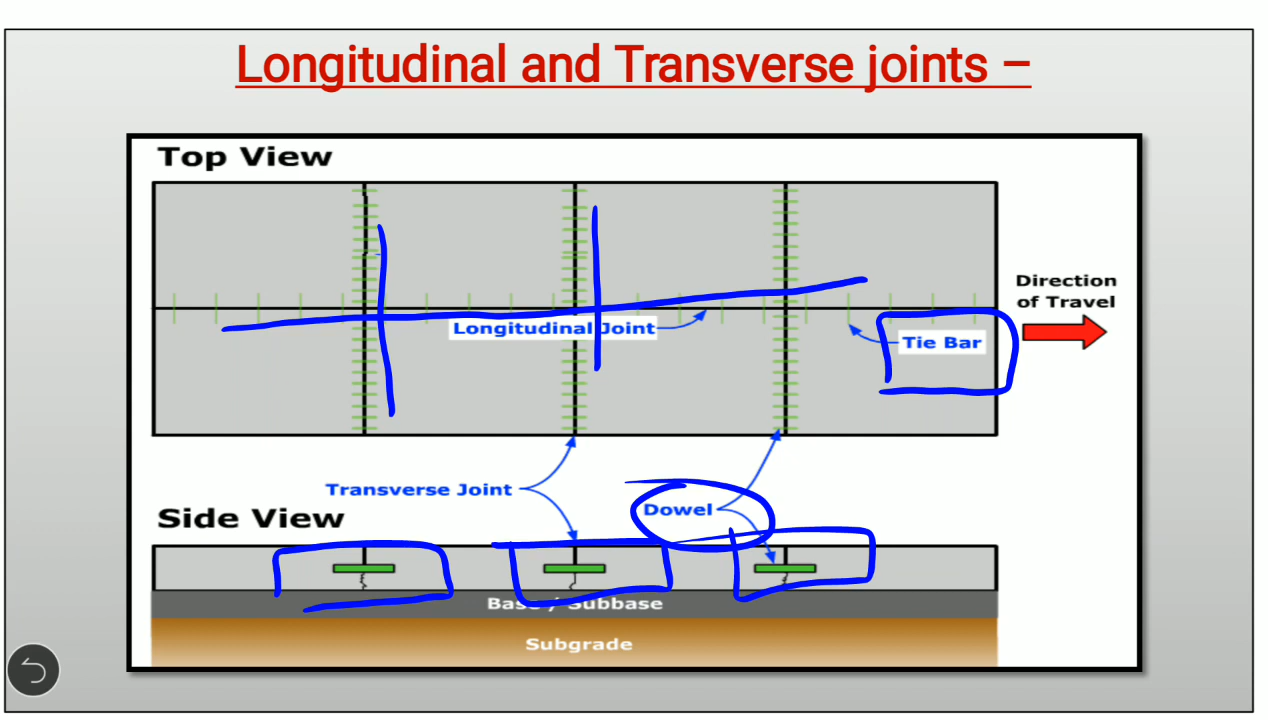 Longitudinal and Transverse joints –
Top View
Direction
of Travel
Longitudinal Joint
Tie Bar
Transverse Joint
Dowel
Side View
Base / Subbase
Subgrade